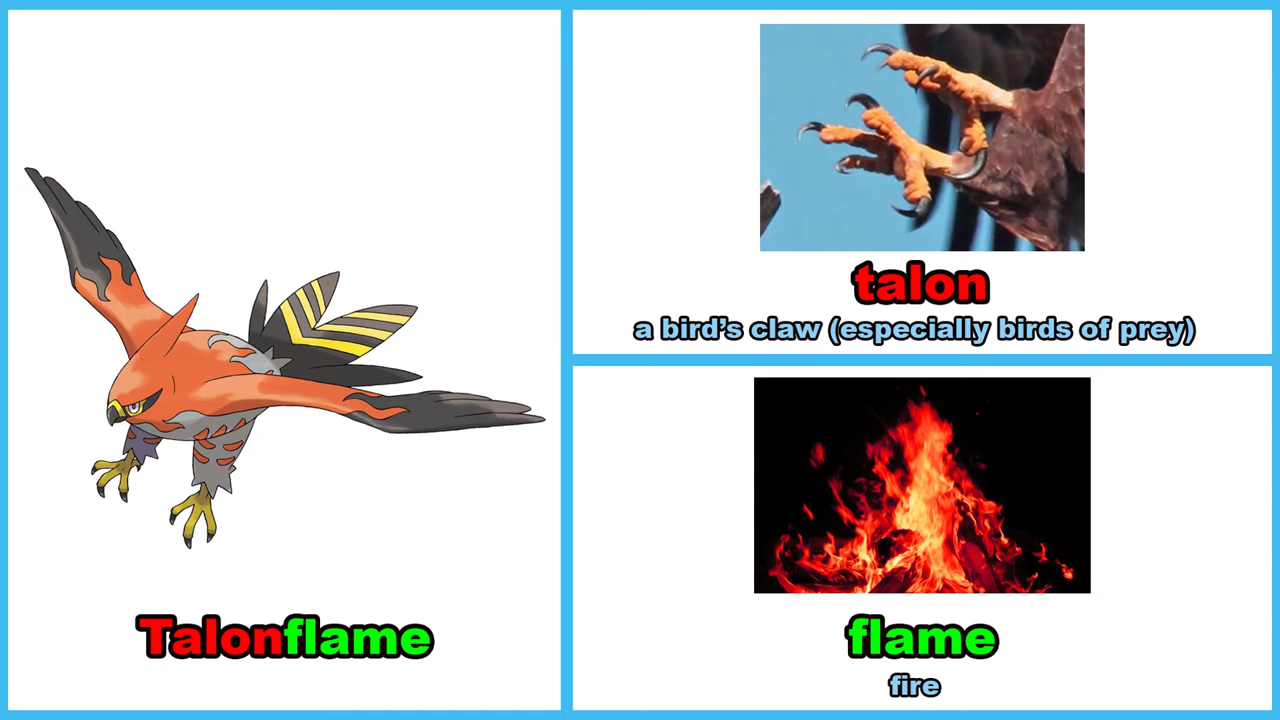 Talonflame
talon
a bird's claw (especially birds of prey)
flame
fire